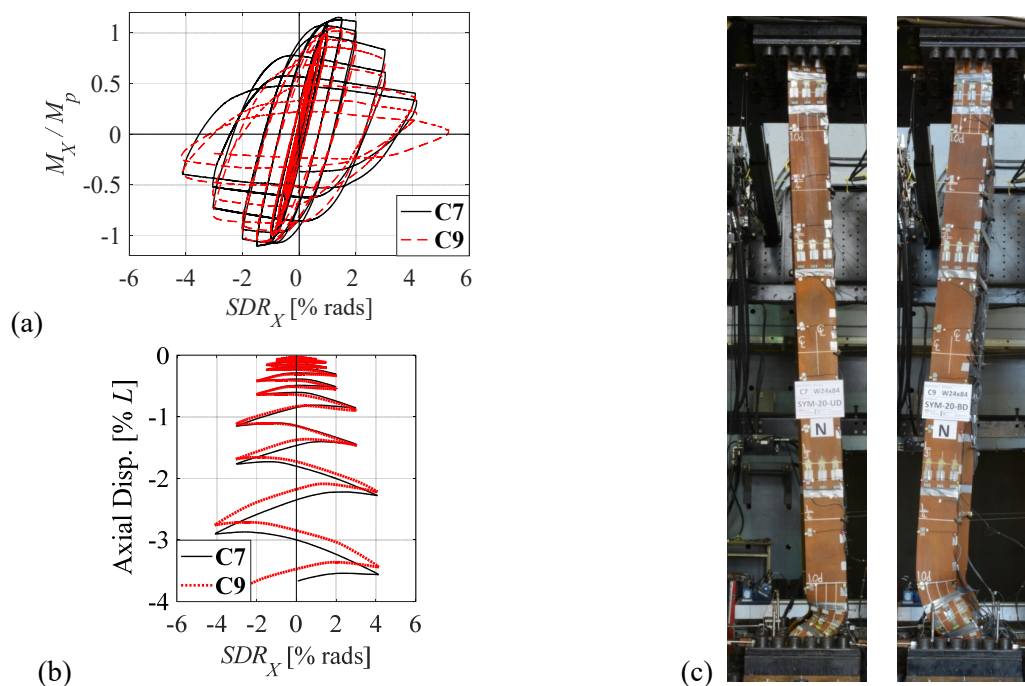 1
0.5
0
-0.5
-1
M_X / M_p
C7
C9
-6 -4 -2 0 2 4 6
SDR_X [% rads]
(a)
0
-1
-2
-3
-4
Axial Disp. [% L]
C7
C9
-6 -4 -2 0 2 4 6
SDR_X [% rads]
(b)
C7 W24x84
SYM-20-UD
N
C9 W24x84
SYM-20-BD
N
(c)